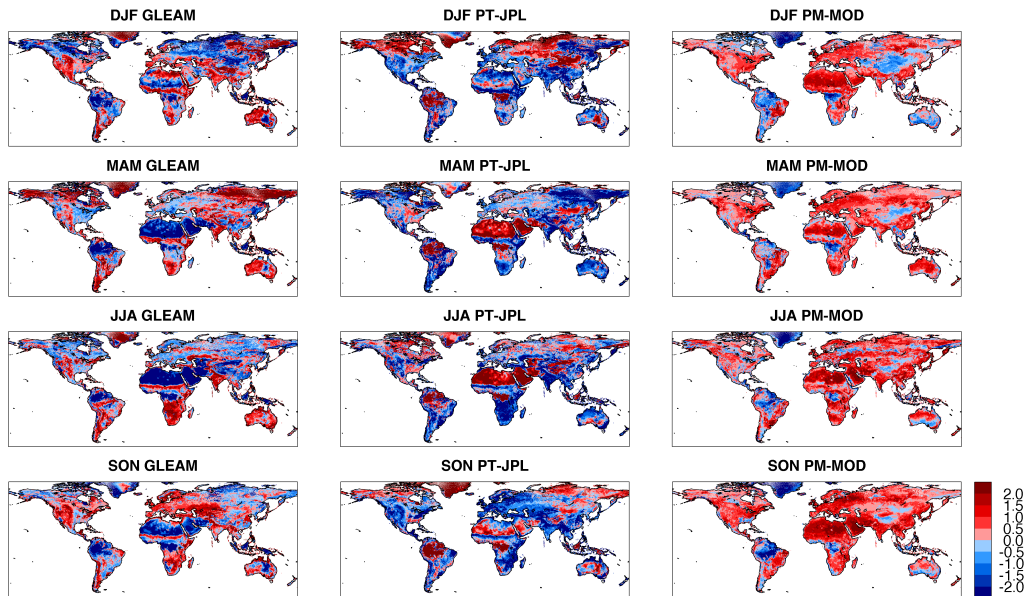 DJF GLEAM
DJF PT-JPL
DJF PM-MOD
MAM GLEAM
MAM PT-JPL
MAM PM-MOD
JJA GLEAM
JJA PT-JPL
JJA PM-MOD
SON GLEAM
SON PT-JPL
SON PM-MOD
2.0
1.5
1.0
0.5
0.0
-0.5
-1.0
-1.5
-2.0